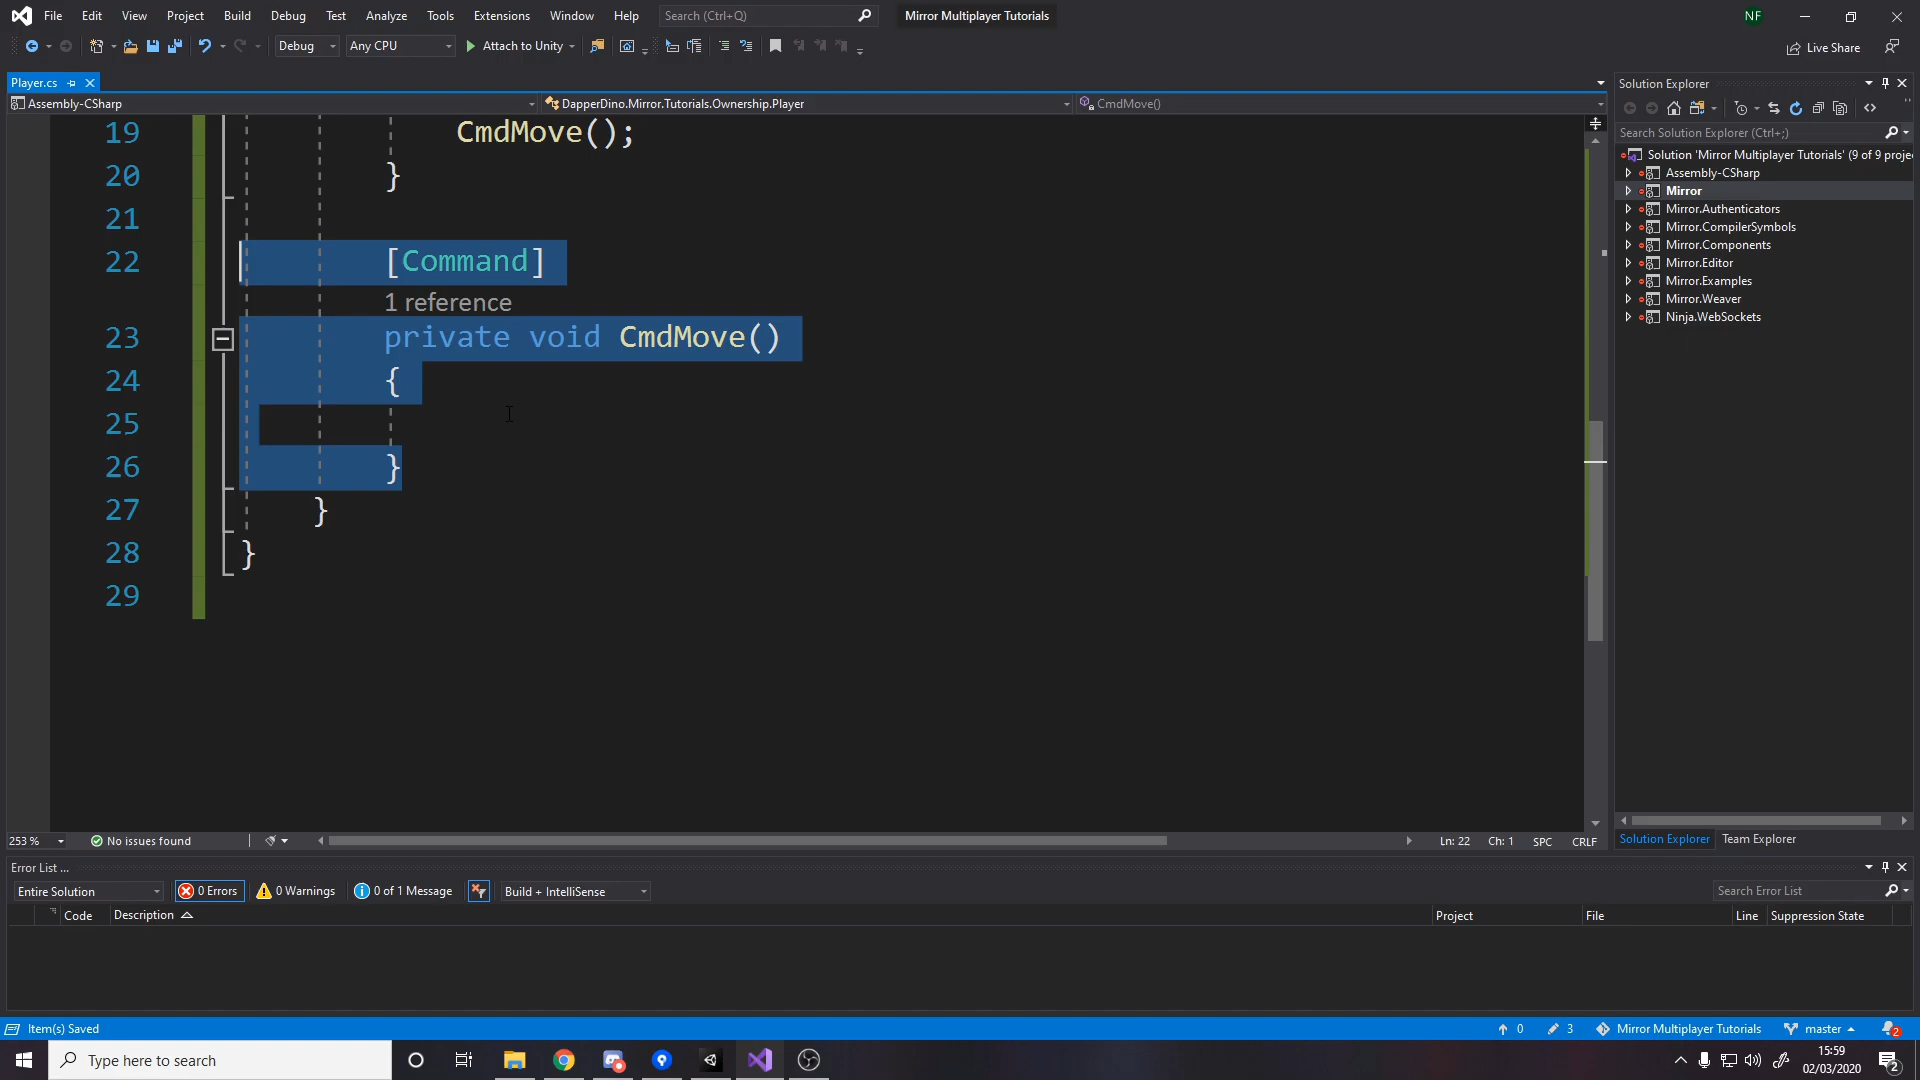 File Edit View Project Build Debug Test Analyze Tools Extensions Window Help Search (Ctrl+Q) Mirror Multiplayer Tutorials NF
Debug Any CPU Attach to Unity Live Share
Player.cs
Assembly-CSharp DapperDino.Mirror.Tutorials.Ownership.Player CmdMove()
19 CmdMove();
20 }
21
22 [Command]
1 reference
23 private void CmdMove()
24 {
25
26 }
27 }
28 }
29
253 % No issues found Ln: 22 Ch: 1 SPC CRLF
Solution Explorer
Search Solution Explorer (Ctrl+;)
Solution 'Mirror Multiplayer Tutorials' (9 of 9 proje
Assembly-CSharp
Mirror
Mirror.Authenticators
Mirror.CompilerSymbols
Mirror.Components
Mirror.Editor
Mirror.Examples
Mirror.Weaver
Ninja.WebSockets
Solution Explorer Team Explorer
Error List ...
Entire Solution 0 Errors 0 Warnings 0 of 1 Message Build + IntelliSense Search Error List
Code Description Project File Line Suppression State
Item(s) Saved 0 3 Mirror Multiplayer Tutorials master 2
Type here to search 15:59
02/03/2020 2